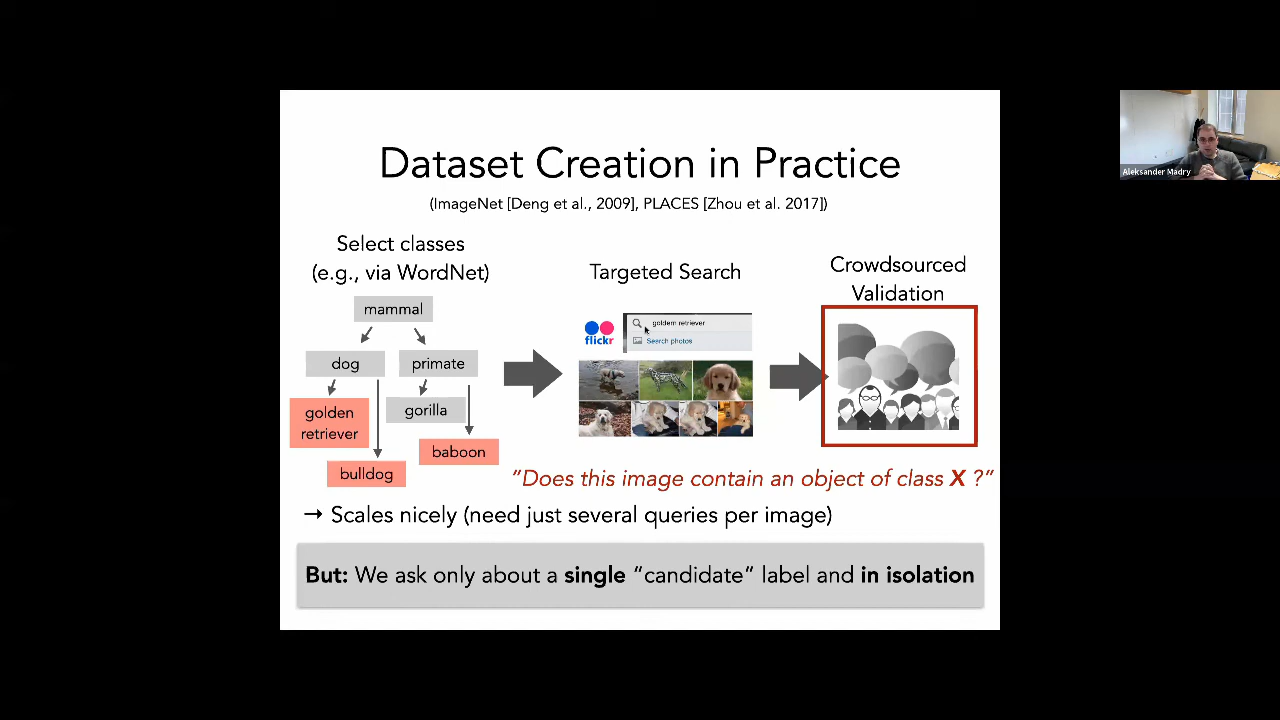 Dataset Creation in Practice
(ImageNet [Deng et al., 2009], PLACES [Zhou et al. 2017])
Select classes
(e.g., via WordNet)
mammal
dog
primate
golden
retriever
gorilla
baboon
bulldog
Targeted Search
flickr
goldern retriever
Search photos
Crowdsourced
Validation
"Does this image contain an object of class X ?"
→ Scales nicely (need just several queries per image)
But: We ask only about a single "candidate" label and in isolation
Aleksander Madry